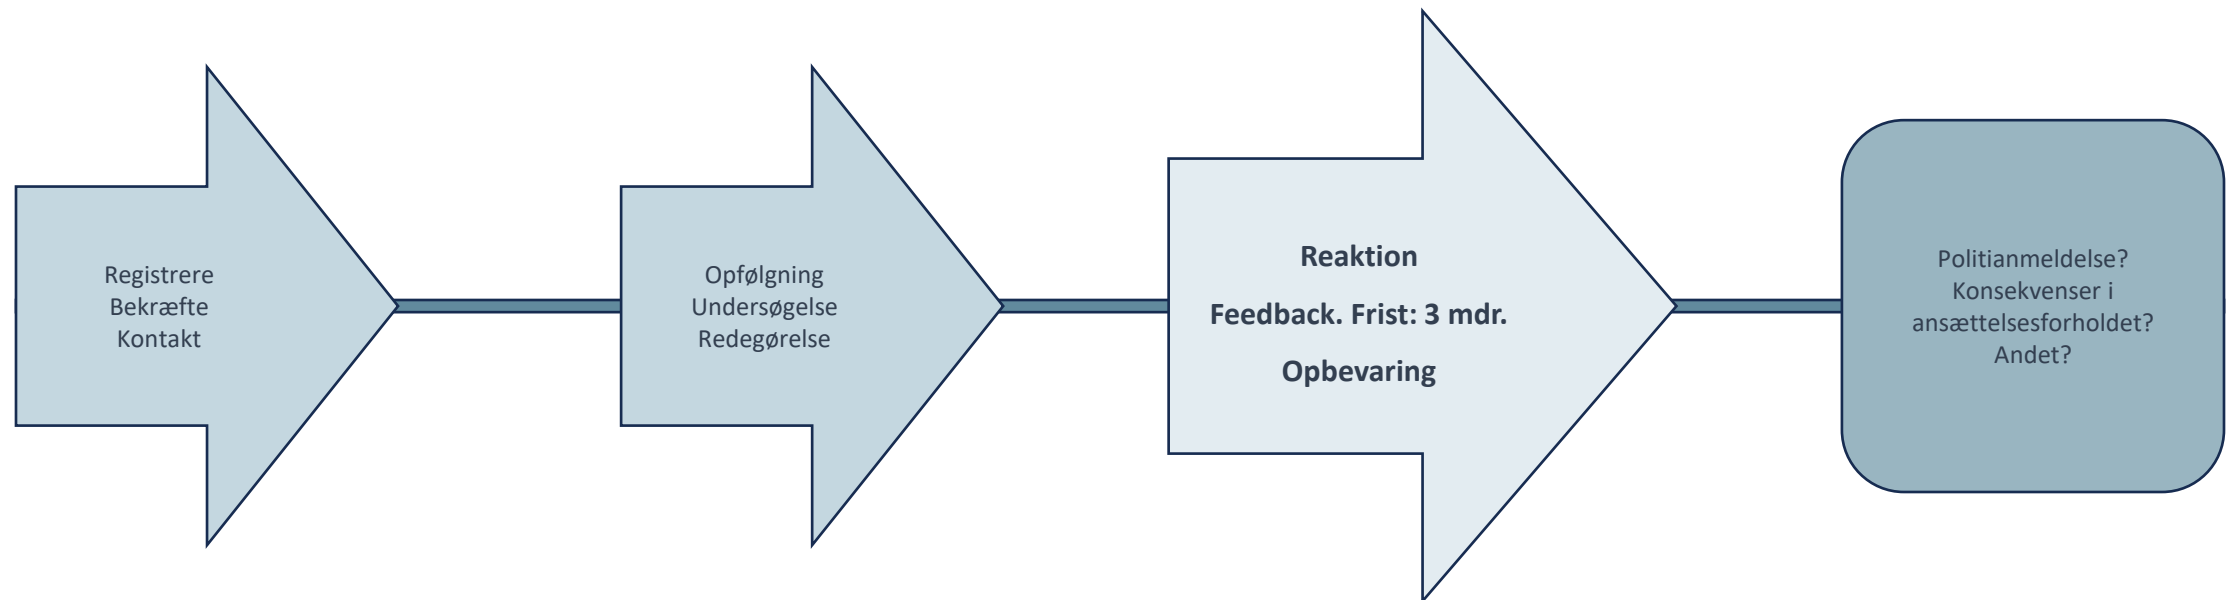 Registrere
Bekræfte
Kontakt
Opfølgning
Undersøgelse
Redegørelse
Reaktion
Feedback. Frist: 3 mdr.
Opbevaring
Politianmeldelse?
Konsekvenser i
ansættelsesforholdet?
Andet?